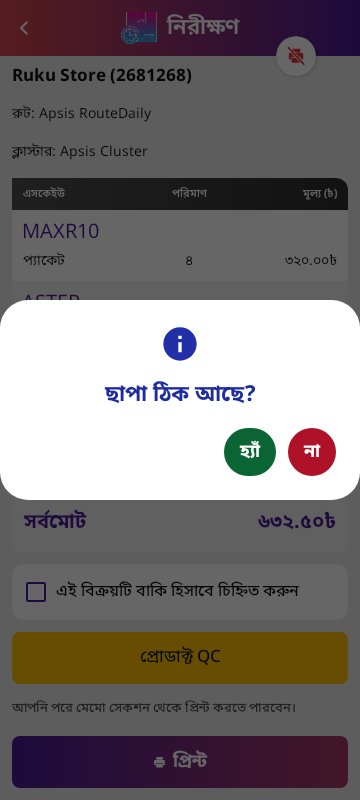 নিরীক্ষণ
Ruku Store (2681268)
রুট: Apsis RouteDaily
ক্লাস্টার: Apsis Cluster
এসকেইউ পরিমাণ মূল্য (৳)
MAXR10
প্যাকেট ৪ ৩২০.০০৳
ASTER
ছাপা ঠিক আছে?
হ্যাঁ না
সর্বমোট ৬৩২.৫০৳
এই বিক্রয়টি বাকি হিসাবে চিহ্নিত করুন
প্রোডাক্ট QC
আপনি পরে মেমো সেকশন থেকে প্রিন্ট করতে পারবেন।
প্রিন্ট